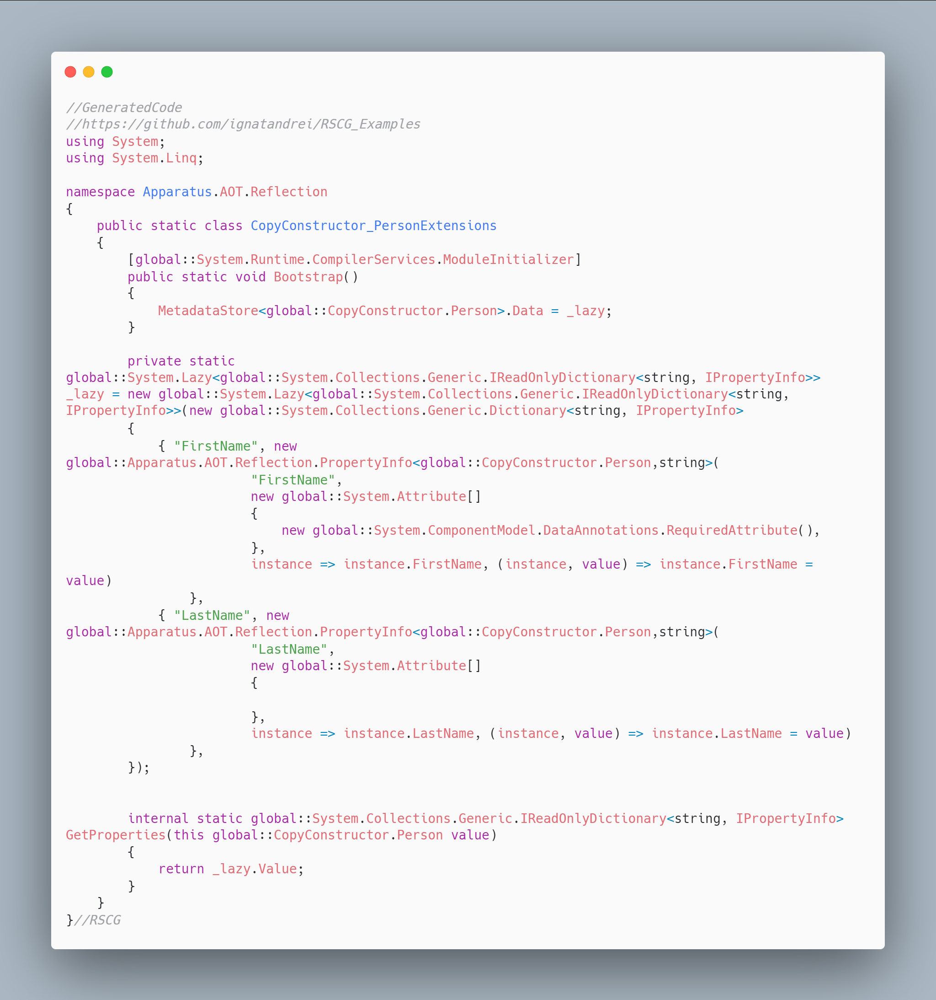 //GeneratedCode
//https://github.com/ignatandrei/RSCG_Examples
using System;
using System.Linq;

namespace Apparatus.AOT.Reflection
{
    public static class CopyConstructor_PersonExtensions
    {
        [global::System.Runtime.CompilerServices.ModuleInitializer]
        public static void Bootstrap()
        {
            MetadataStore<global::CopyConstructor.Person>.Data = _lazy;
        }

        private static
global::System.Lazy<global::System.Collections.Generic.IReadOnlyDictionary<string, IPropertyInfo>>
_lazy = new global::System.Lazy<global::System.Collections.Generic.IReadOnlyDictionary<string,
IPropertyInfo>>(new global::System.Collections.Generic.Dictionary<string, IPropertyInfo>
        {
            { "FirstName", new
global::Apparatus.AOT.Reflection.PropertyInfo<global::CopyConstructor.Person,string>(
                        "FirstName",
                        new global::System.Attribute[]
                        {
                            new global::System.ComponentModel.DataAnnotations.RequiredAttribute(),
                        },
                        instance => instance.FirstName, (instance, value) => instance.FirstName =
value)
                },
            { "LastName", new
global::Apparatus.AOT.Reflection.PropertyInfo<global::CopyConstructor.Person,string>(
                        "LastName",
                        new global::System.Attribute[]
                        {

                        },
                        instance => instance.LastName, (instance, value) => instance.LastName = value)
                },
        });


        internal static global::System.Collections.Generic.IReadOnlyDictionary<string, IPropertyInfo>
GetProperties(this global::CopyConstructor.Person value)
        {
            return _lazy.Value;
        }
    }
}//RSCG